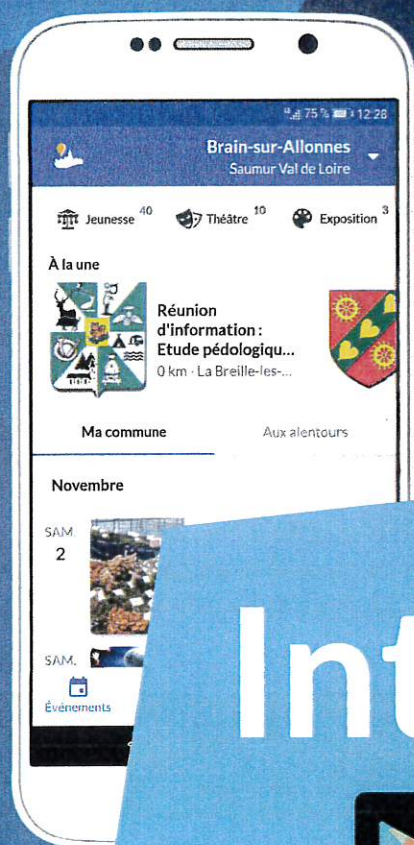 75 % 12:28
Brain-sur-Allonnes
Saumur Val de Loire
Jeunesse 40 Théâtre 10 Exposition 3
À la une
Réunion
d'information :
Etude pédologiqu...
0 km · La Breille-les-...
Ma commune Aux alentours
Novembre
SAM.
2
SAM.
Événements
Int